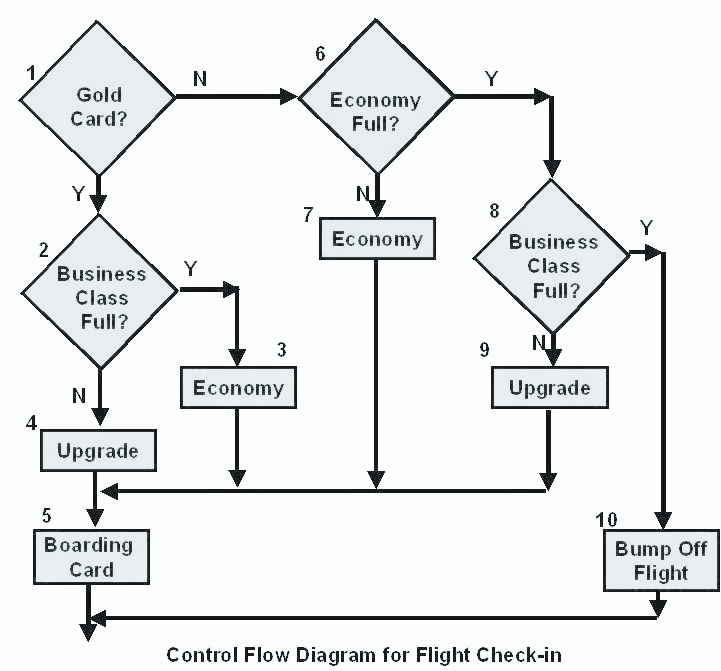 1
Gold
Card?
N
6
Economy
Full?
Y
Y
N
2
Business
Class
Full?
Y
7
Economy
8
Business
Class
Full?
Y
3
Economy
N
9
Upgrade
N
4
Upgrade
5
Boarding
Card
10
Bump Off
Flight
Control Flow Diagram for Flight Check-in